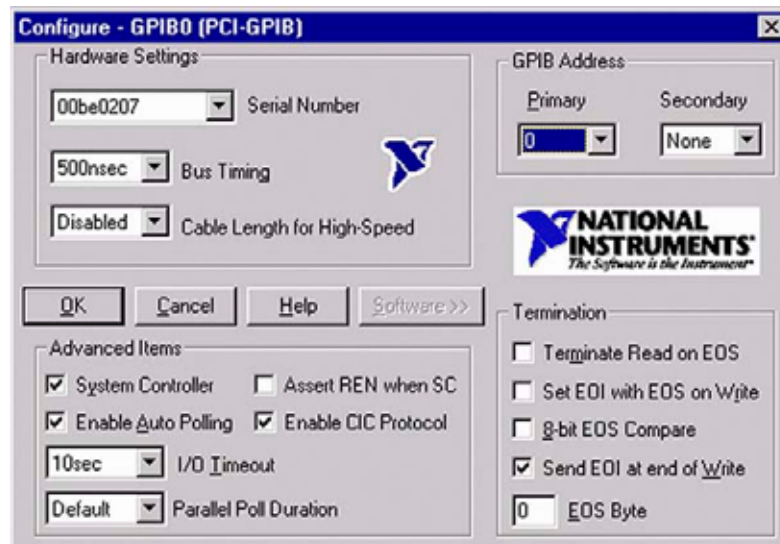 Configure - GPIB0 (PCI-GPIB)
Hardware Settings
00be0207 Serial Number
500nsec Bus Timing
Disabled Cable Length for High-Speed
GPIB Address
Primary Secondary
0 None
NATIONAL
INSTRUMENTS
The Software is the Instrument
OK Cancel Help Software >>
Advanced Items
System Controller Assert REN when SC
Enable Auto Polling Enable CIC Protocol
10sec I/O Timeout
Default Parallel Poll Duration
Termination
Terminate Read on EOS
Set EOI with EOS on Write
8-bit EOS Compare
Send EOI at end of Write
0 EOS Byte